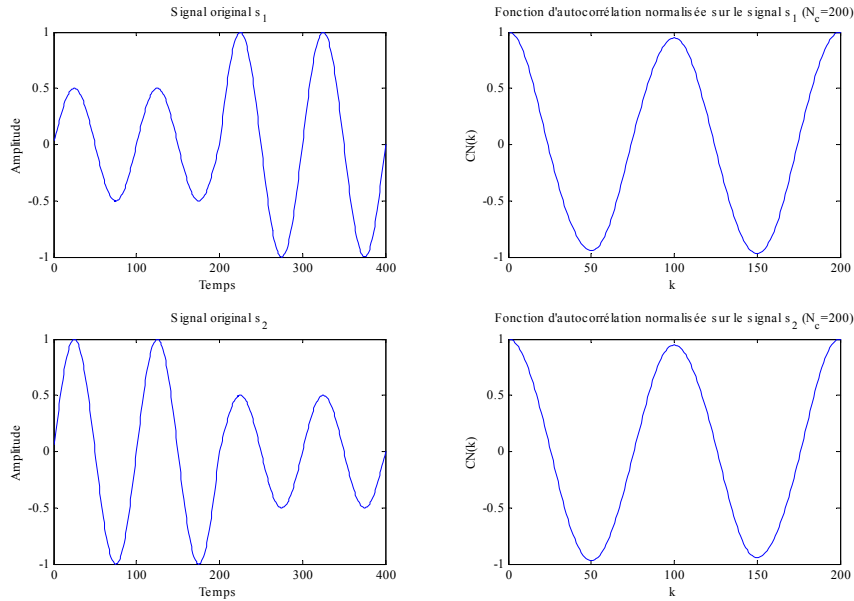 Signal original s1
1
0.5
0
-0.5
-1
Amplitude
0 100 200 300 400
Temps
Fonction d'autocorrélation normalisée sur le signal s1 (Nc=200)
1
0.5
0
-0.5
-1
CN(k)
0 50 100 150 200
k
Signal original s2
1
0.5
0
-0.5
-1
Amplitude
0 100 200 300 400
Temps
Fonction d'autocorrélation normalisée sur le signal s2 (Nc=200)
1
0.5
0
-0.5
-1
CN(k)
0 50 100 150 200
k